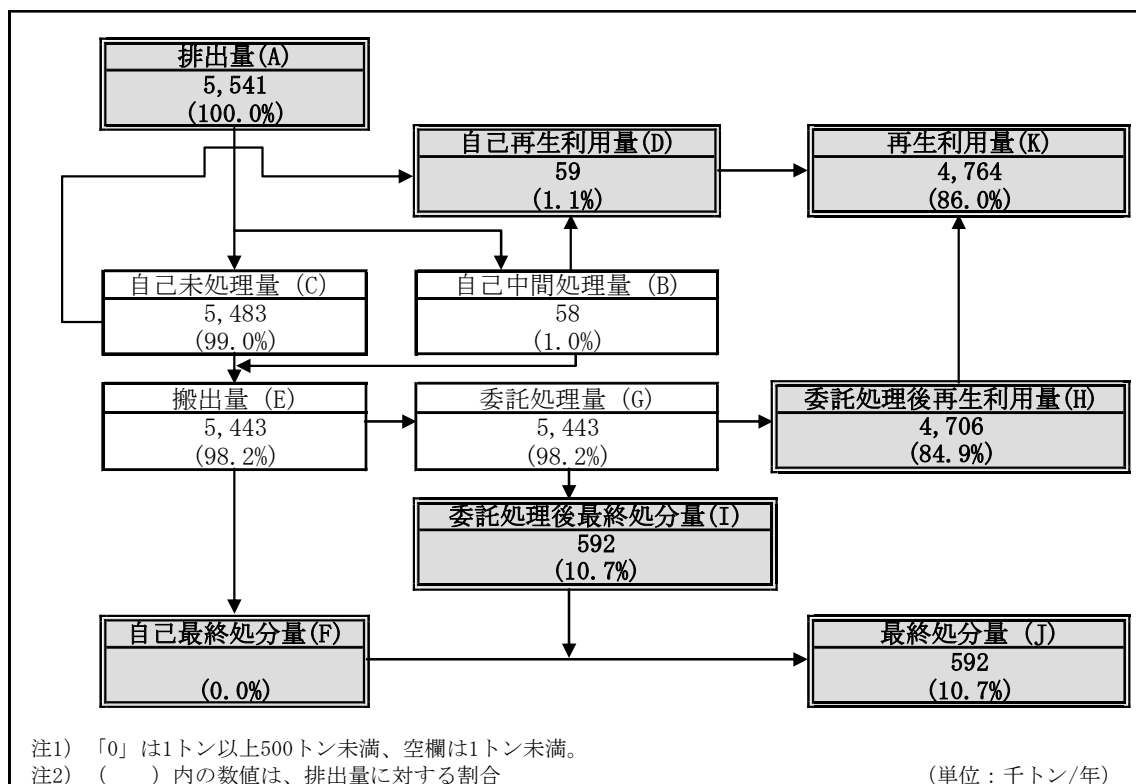 排出量(A)
5,541
(100.0%)
自己再生利用量(D)
59
(1.1%)
再生利用量(K)
4,764
(86.0%)
自己未処理量 (C)
5,483
(99.0%)
自己中間処理量 (B)
58
(1.0%)
搬出量 (E)
5,443
(98.2%)
委託処理量 (G)
5,443
(98.2%)
委託処理後再生利用量(H)
4,706
(84.9%)
委託処理後最終処分量(I)
592
(10.7%)
自己最終処分量(F)
(0.0%)
最終処分量 (J)
592
(10.7%)
注1) 「0」は1トン以上500トン未満、空欄は1トン未満。
注2) (  )内の数値は、排出量に対する割合
(単位:千トン/年)